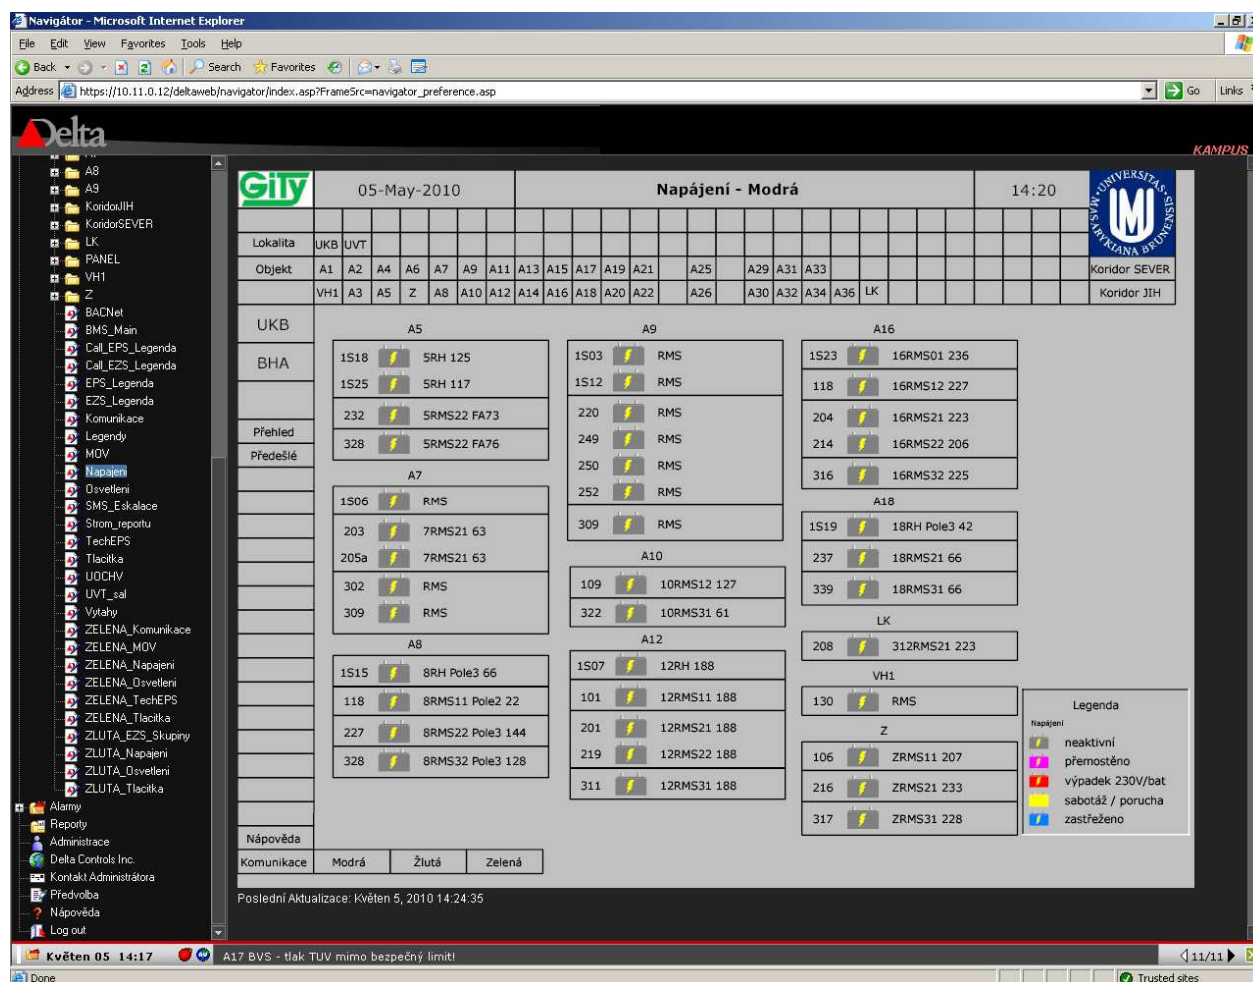 Navigátor - Microsoft Internet Explorer
File Edit View Favorites Tools Help
Back Search Favorites
Address https://10.11.0.12/deltaweb/navigator/index.asp?FrameSrc=navigator_preference.asp Go Links
Delta
KAMPUS
A8
A9
KoridorJIH
KoridorSEVER
LK
PANEL
VH1
Z
BACNet
BMS_Main
Call_EPS_Legenda
Call_EZS_Legenda
EPS_Legenda
EZS_Legenda
Komunikace
Legendy
MOV
Napajeni
Osvetleni
SMS_Eskalace
Strom_reportu
TechEPS
Tlacitka
UOCHV
UVT_sal
Vytahy
ZELENA_Komunikace
ZELENA_MOV
ZELENA_Napajeni
ZELENA_Osvetleni
ZELENA_TechEPS
ZELENA_Tlacitka
ZLUTA_EZS_Skupiny
ZLUTA_Napajeni
ZLUTA_Osvetleni
ZLUTA_Tlacitka
Alarmy
Reporty
Administrace
Delta Controls Inc.
Kontakt Administrátora
Předvolba
Nápověda
Log out
GiTy 05-May-2010 Napájení - Modrá 14:20
Lokalita UKB UVT
Objekt A1 A2 A4 A6 A7 A9 A11 A13 A15 A17 A19 A21 A25 A29 A31 A33 Koridor SEVER
VH1 A3 A5 Z A8 A10 A12 A14 A16 A18 A20 A22 A26 A30 A32 A34 A36 LK Koridor JIH
UKB
BHA
Přehled
Předešlé
Nápověda
Komunikace Modrá Žlutá Zelená
A5
1S18 5RH 125
1S25 5RH 117
232 5RMS22 FA73
328 5RMS22 FA76
A7
1S06 RMS
203 7RMS21 63
205a 7RMS21 63
302 RMS
309 RMS
A8
1S15 8RH Pole3 66
118 8RMS11 Pole2 22
227 8RMS22 Pole3 144
328 8RMS32 Pole3 128
A9
1S03 RMS
1S12 RMS
220 RMS
249 RMS
250 RMS
252 RMS
309 RMS
A10
109 10RMS12 127
322 10RMS31 61
A12
1S07 12RH 188
101 12RMS11 188
201 12RMS21 188
219 12RMS22 188
311 12RMS31 188
A16
1S23 16RMS01 236
118 16RMS12 227
204 16RMS21 223
214 16RMS22 206
316 16RMS32 225
A18
1S19 18RH Pole3 42
237 18RMS21 66
339 18RMS31 66
LK
208 312RMS21 223
VH1
130 RMS
Z
106 ZRMS11 207
216 ZRMS21 233
317 ZRMS31 228
Legenda
Napájení
neaktivní
přemostěno
výpadek 230V/bat
sabotáž / porucha
zastřeženo
Poslední Aktualizace: Květen 5, 2010 14:24:35
Květen 05 14:17 A17 BVS - tlak TUV mimo bezpečný limit! 11/11
Done Trusted sites